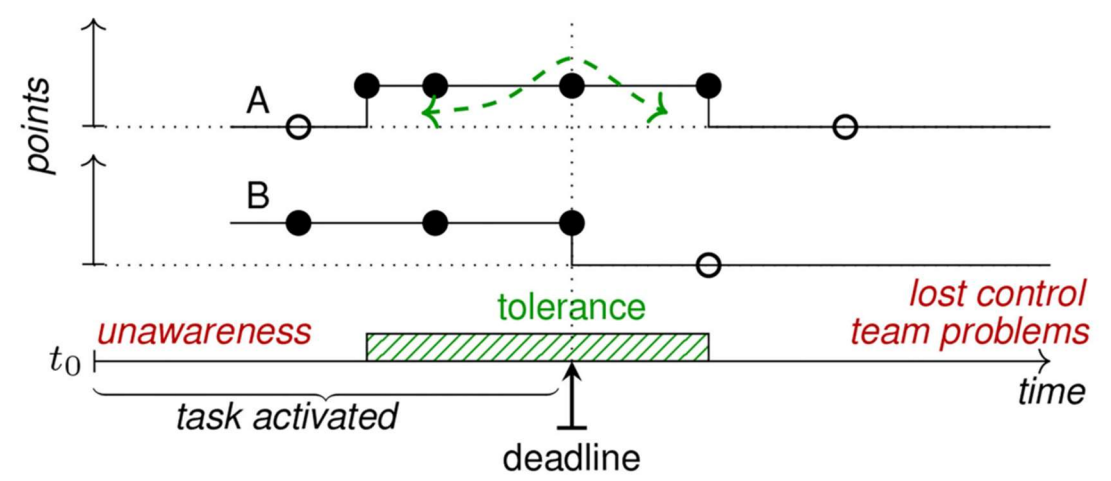 points
A
B
tolerance
unawareness
lost control
team problems
t0
time
task activated
deadline